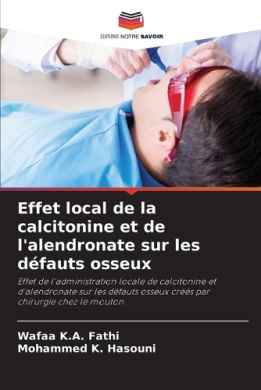 EDITIONS NOTRE SAVOIR
Effet local de la
calcitonine et de
l'alendronate sur les
défauts osseux
Effet de l'administration locale de calcitonine et
d'alendronate sur les défauts osseux créés par
chirurgie chez le mouton
Wafaa K.A. Fathi
Mohammed K. Hasouni